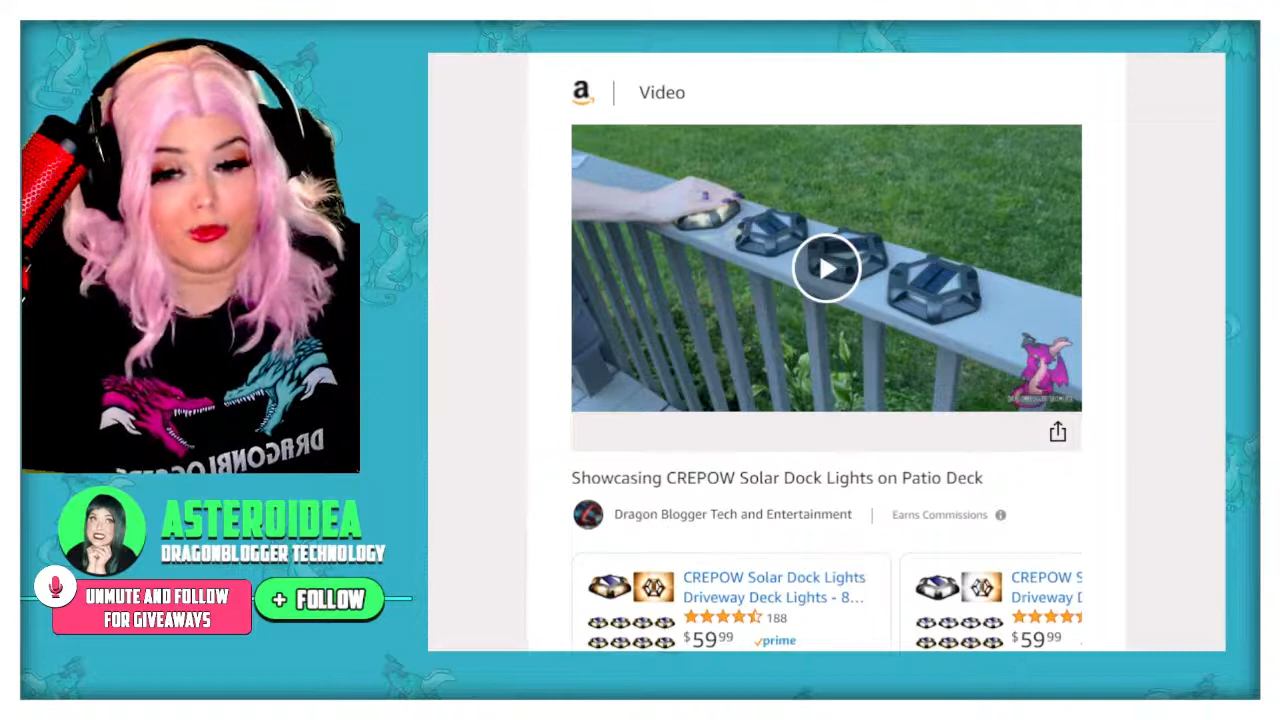 a | Video
Showcasing CREPOW Solar Dock Lights on Patio Deck
Dragon Blogger Tech and Entertainment | Earns Commissions
CREPOW Solar Dock Lights
Driveway Deck Lights - 8...
188
$59.99
prime
CREPOW S
Driveway D
$59.99
ASTEROIDEA
DRAGONBLOGGER TECHNOLOGY
UNMUTE AND FOLLOW
FOR GIVEAWAYS
+ FOLLOW